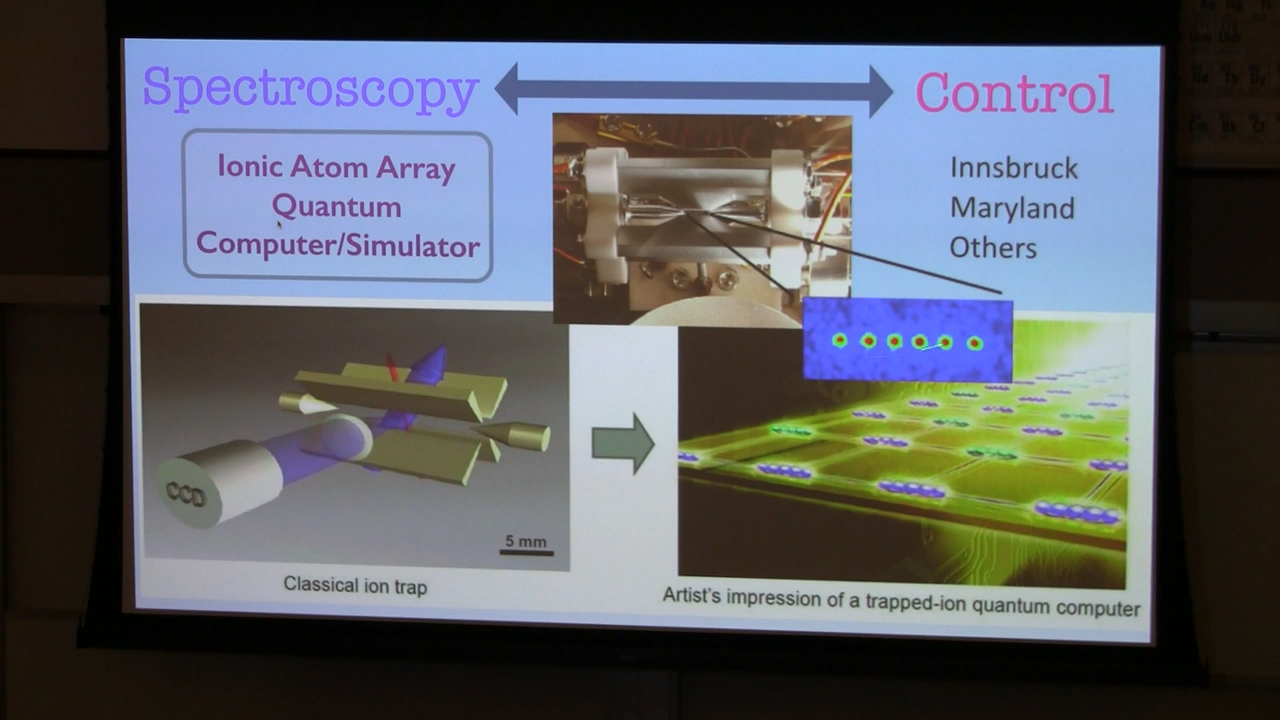 Spectroscopy
Control
Ionic Atom Array
Quantum
Computer/Simulator
Innsbruck
Maryland
Others
CCD
5 mm
Classical ion trap
Artist's impression of a trapped-ion quantum computer